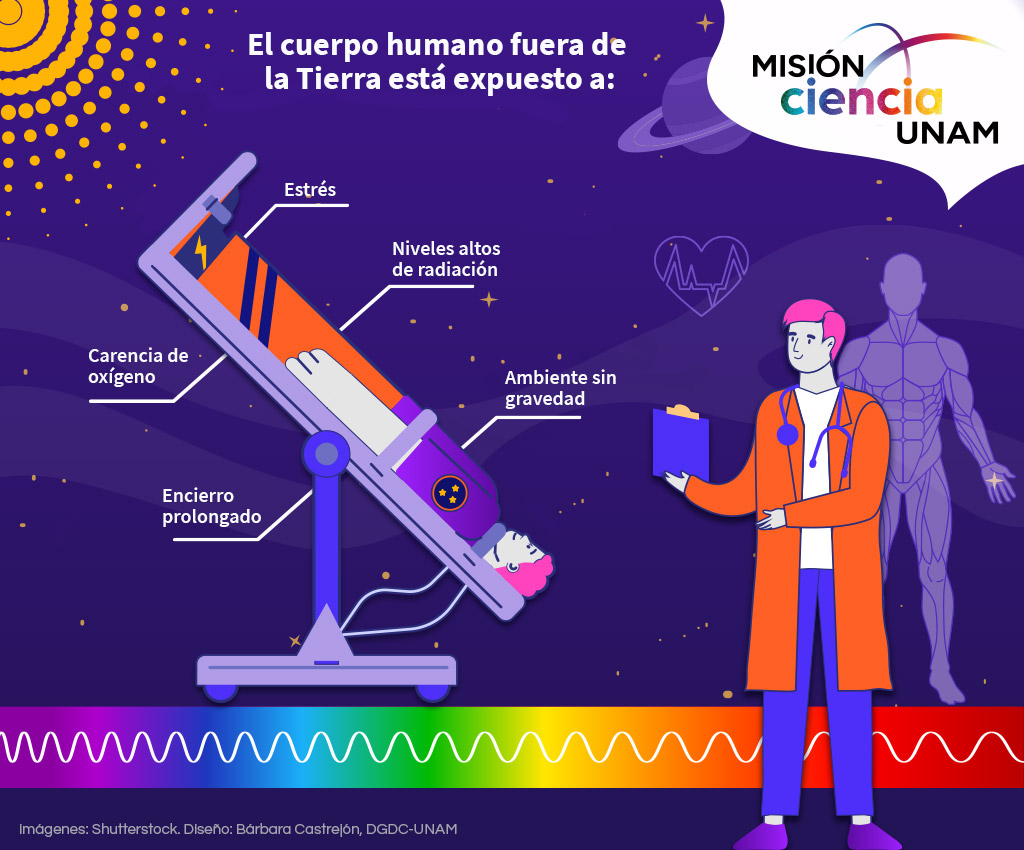 El cuerpo humano fuera de
la Tierra está expuesto a:
MISIÓN
ciencia
UNAM
Estrés
Niveles altos
de radiación
Carencia de
oxígeno
Ambiente sin
gravedad
Encierro
prolongado
Imágenes: Shutterstock. Diseño: Bárbara Castrejón, DGDC-UNAM